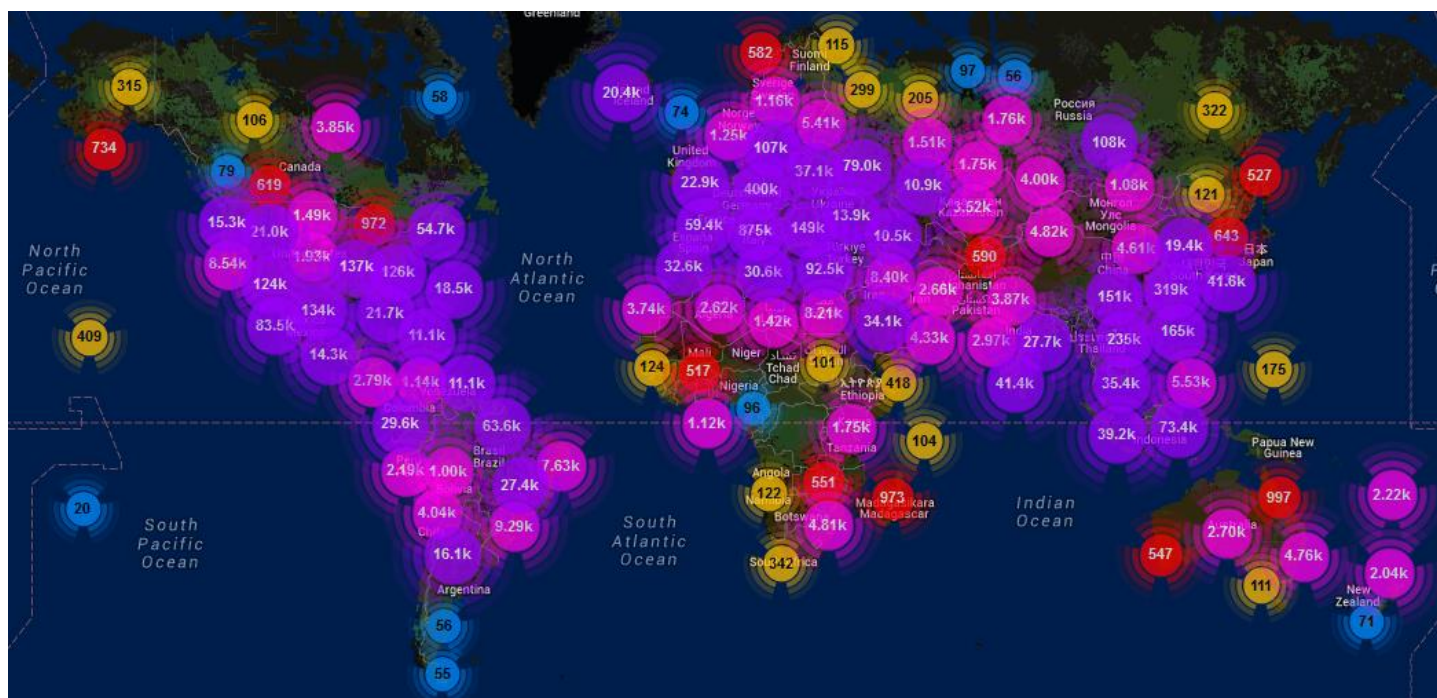 Greenland
582
Suomi
Finland
115
315
58
20.4k
97
56
74
299
205
106
3.85k
Sverige
1.16k
Norge
1.25k
5.41k
1.76k
Россия
Russia
322
734
United
Kingdom
107k
1.51k
108k
79
Canada
619
22.9k
37.1k
79.0k
1.75k
4.00k
1.08k
121
527
400k
10.9k
3.52k
Монгол
Улс
Mongolia
15.3k
21.0k
1.49k
972
54.7k
59.4k
875k
149k
13.9k
10.5k
4.82k
4.61k
19.4k
643
日本
Japan
North
Pacific
Ocean
8.54k
1.93k
137k
126k
North
Atlantic
Ocean
32.6k
30.6k
92.5k
8.40k
590
124k
18.5k
2.66k
3.87k
151k
319k
41.6k
409
83.5k
134k
21.7k
11.1k
3.74k
2.62k
1.42k
8.21k
34.1k
4.33k
Pakistan
2.97k
27.7k
235k
Thailand
165k
14.3k
Mali
Niger
Tchad
Chad
124
517
101
418
175
2.79k
1.14k
11.1k
Nigeria
ኢትዮጵያ
Ethiopia
41.4k
35.4k
5.53k
29.6k
63.6k
1.12k
96
1.75k
Tanzania
104
39.2k
73.4k
Indonesia
Brasil
Brazil
Papua New
Guinea
2.19k
1.00k
7.63k
Angola
551
20
27.4k
122
973
Madagasikara
Madagascar
Indian
Ocean
997
2.22k
South
Pacific
Ocean
4.04k
9.29k
South
Atlantic
Ocean
Botswana
4.81k
2.70k
16.1k
342
547
4.76k
2.04k
Argentina
111
New
Zealand
56
71
55